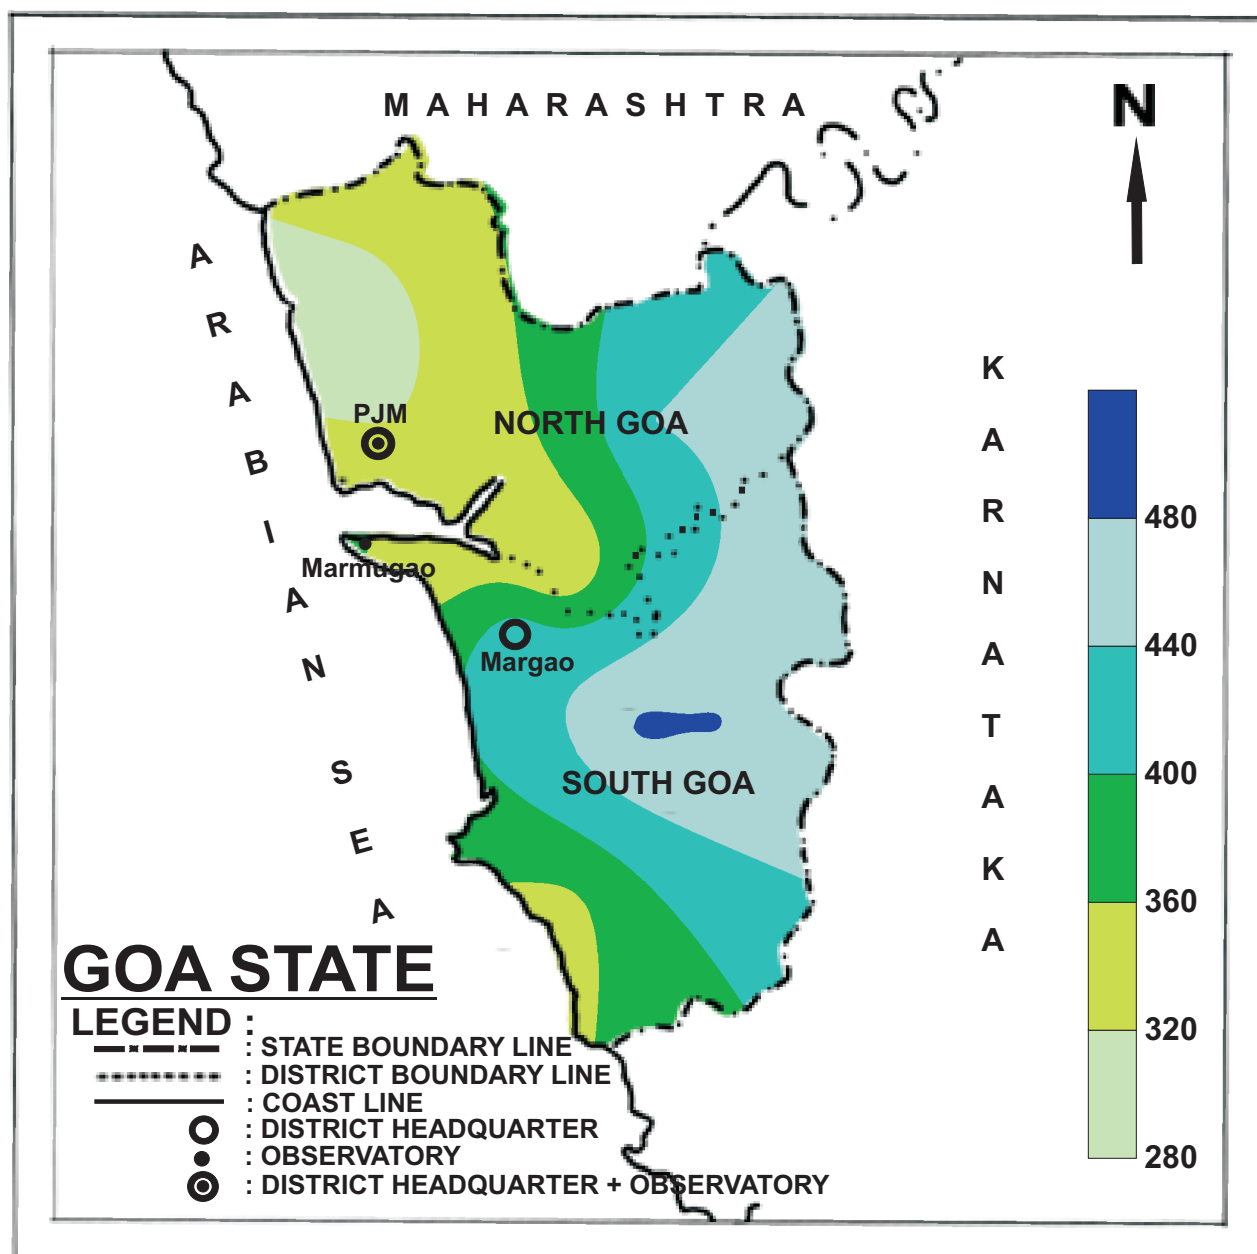 MAHARASHTRA
N
ARABIAN SEA
KARNATAKA
PJM
NORTH GOA
Marmugao
Margao
SOUTH GOA
480
440
400
360
320
280
GOA STATE
LEGEND :
: STATE BOUNDARY LINE
: DISTRICT BOUNDARY LINE
: COAST LINE
: DISTRICT HEADQUARTER
: OBSERVATORY
: DISTRICT HEADQUARTER + OBSERVATORY